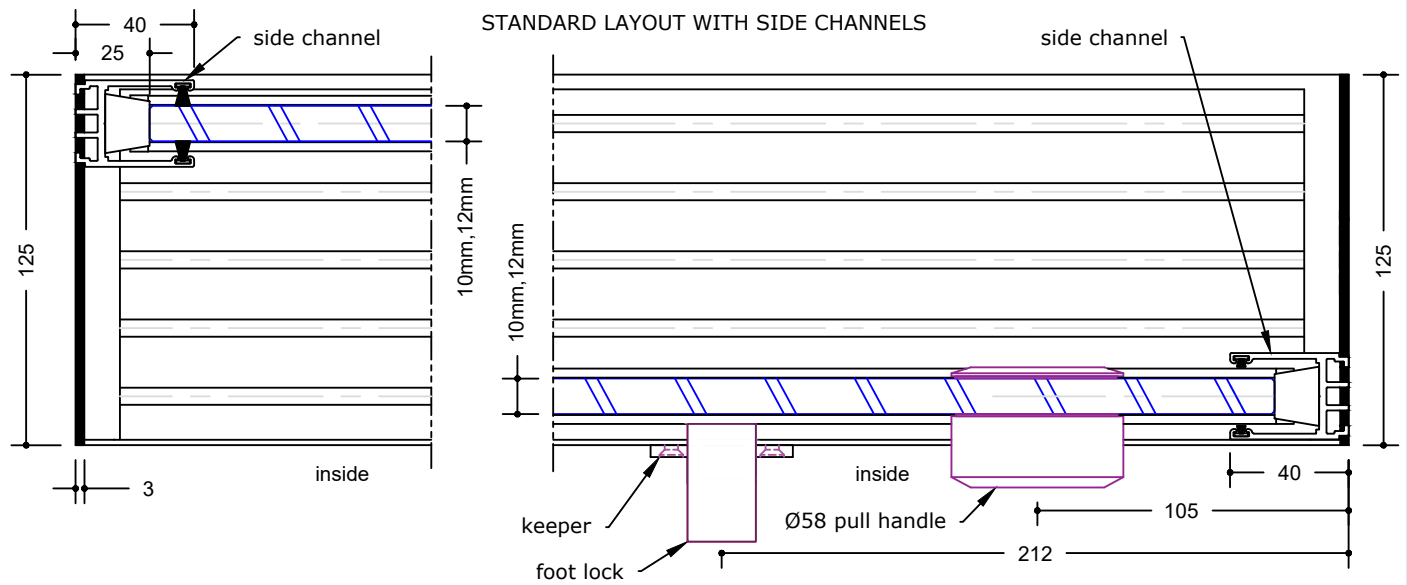 STANDARD LAYOUT WITH SIDE CHANNELS
40
side channel
side channel
25
10mm,12mm
125
10mm,12mm
125
inside
inside
3
40
keeper
Ø58 pull handle
105
212
foot lock